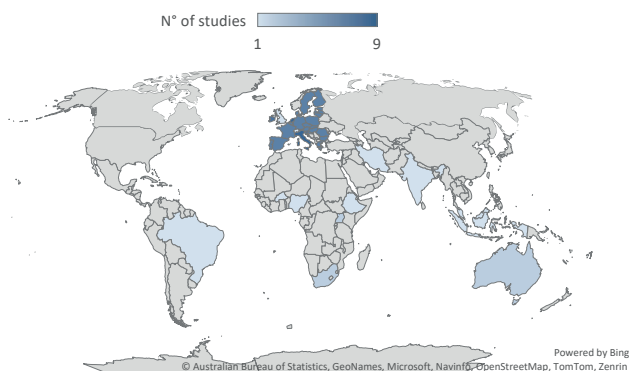 N° of studies
1 9
Powered by Bing
© Australian Bureau of Statistics, GeoNames, Microsoft, Navinfo, OpenStreetMap, TomTom, Zenrin